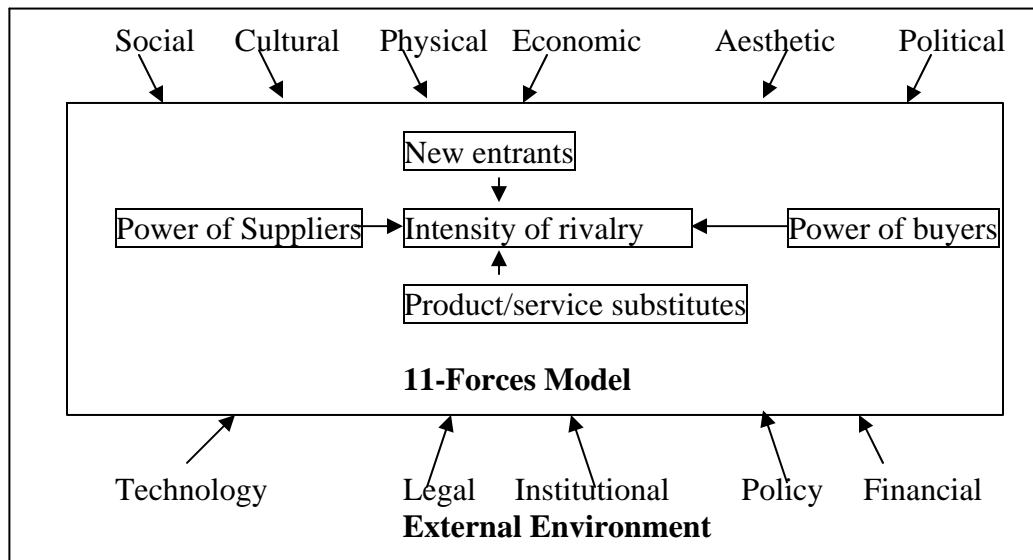 Social Cultural Physical Economic Aesthetic Political
New entrants
Power of Suppliers Intensity of rivalry Power of buyers
Product/service substitutes
11-Forces Model
Technology Legal Institutional Policy Financial
External Environment